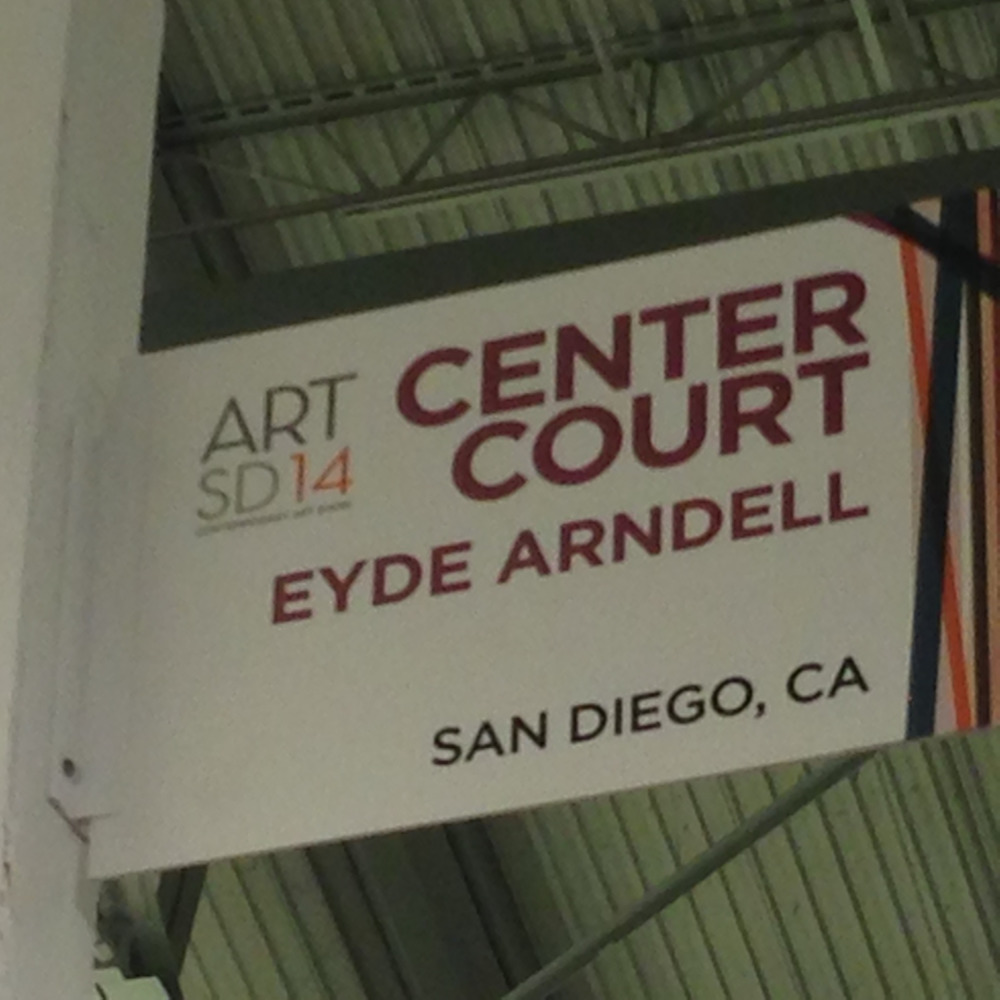 ART
SD14
CENTER
COURT
EYDE ARNDELL
SAN DIEGO, CA